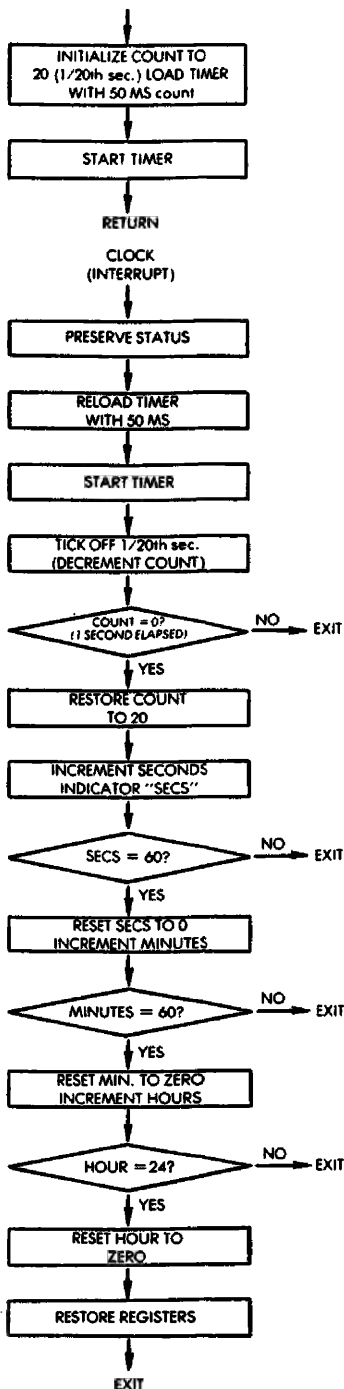 INITIALIZE COUNT TO
20 (1/20th sec.) LOAD TIMER
WITH 50 MS count
START TIMER
RETURN
CLOCK
(INTERRUPT)
PRESERVE STATUS
RELOAD TIMER
WITH 50 MS
START TIMER
TICK OFF 1/20th sec.
(DECREMENT COUNT)
COUNT = 0?
(1 SECOND ELAPSED)
NO
EXIT
YES
RESTORE COUNT
TO 20
INCREMENT SECONDS
INDICATOR "SECS"
SECS = 60?
NO
EXIT
YES
RESET SECS TO 0
INCREMENT MINUTES
MINUTES = 60?
NO
EXIT
YES
RESET MIN. TO ZERO
INCREMENT HOURS
HOUR = 24?
NO
EXIT
YES
RESET HOUR TO
ZERO
RESTORE REGISTERS
EXIT